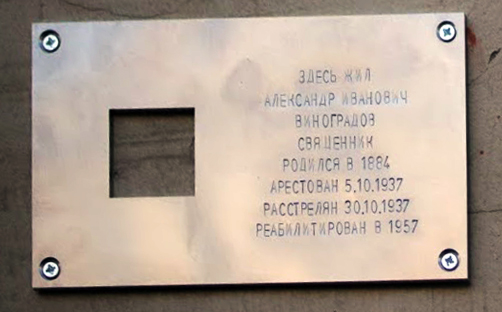 ЗДЕСЬ ЖИЛ
АЛЕКСАНДР ИВАНОВИЧ
ВИНОГРАДОВ
СВЯЩЕННИК
РОДИЛСЯ В 1884
АРЕСТОВАН 5.10.1937
РАССТРЕЛЯН 30.10.1937
РЕАБИЛИТИРОВАН В 1957